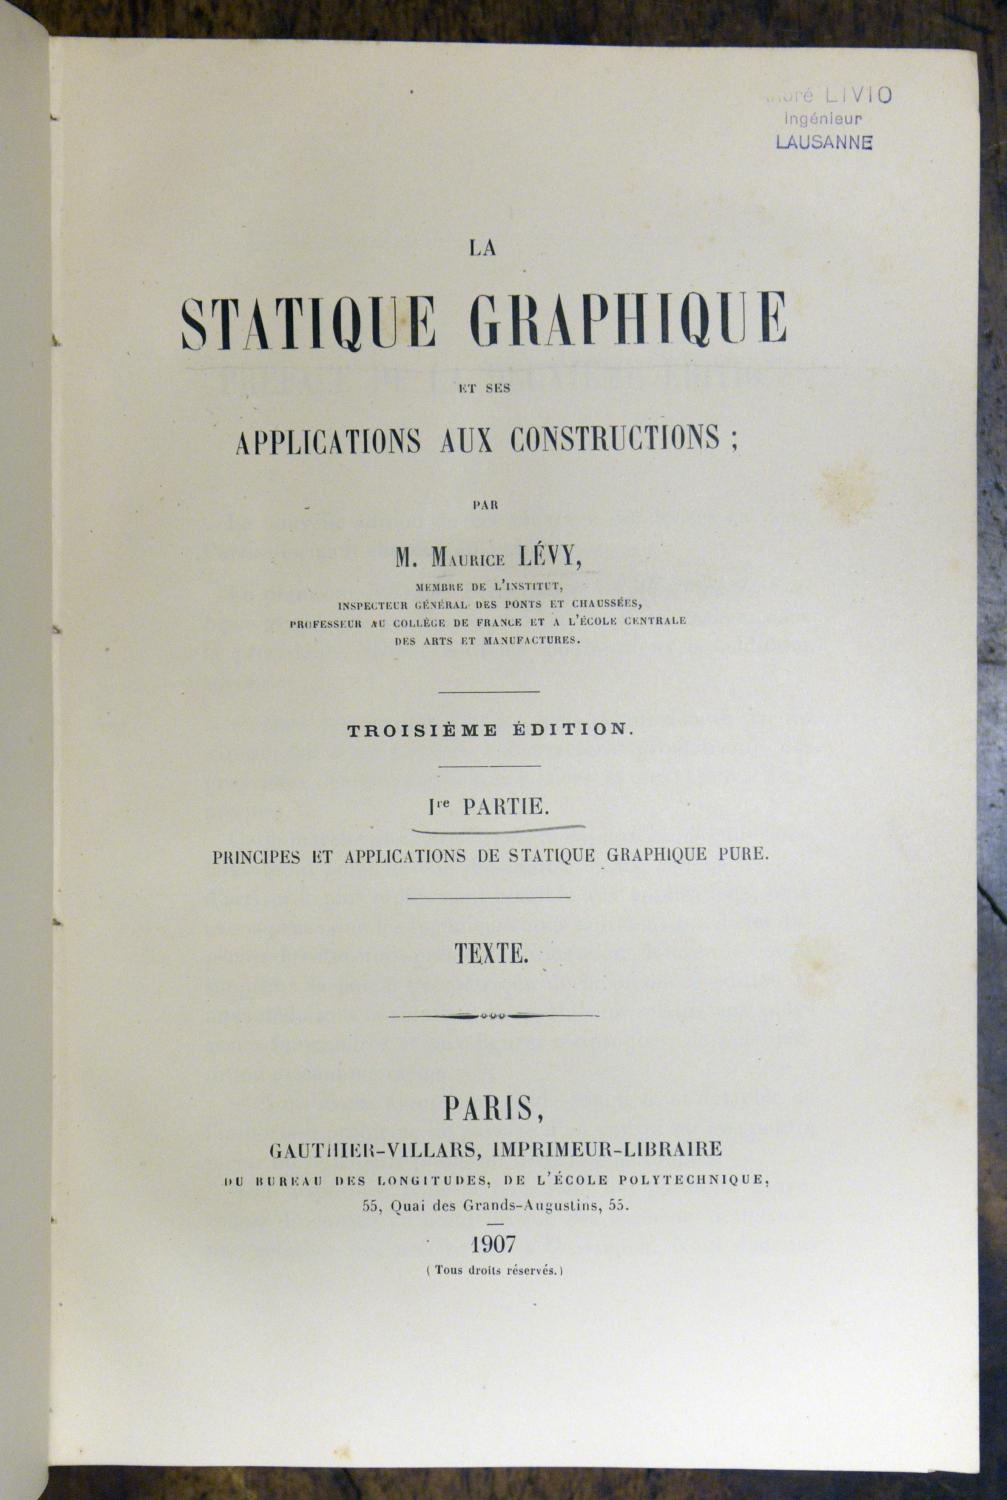 LIVIO
Ingénieur
LAUSANNE
LA
STATIQUE GRAPHIQUE
ET SES
APPLICATIONS AUX CONSTRUCTIONS ;
PAR
M. MAURICE LÉVY,
MEMBRE DE L'INSTITUT,
INSPECTEUR GÉNÉRAL DES PONTS ET CHAUSSÉES,
PROFESSEUR AU COLLÈGE DE FRANCE ET A L'ÉCOLE CENTRALE
DES ARTS ET MANUFACTURES.
TROISIÈME ÉDITION.
Ire PARTIE.
PRINCIPES ET APPLICATIONS DE STATIQUE GRAPHIQUE PURE.
TEXTE.
PARIS,
GAUTHIER-VILLARS, IMPRIMEUR-LIBRAIRE
DU BUREAU DES LONGITUDES, DE L'ÉCOLE POLYTECHNIQUE,
55, Quai des Grands-Augustins, 55.
1907
( Tous droits réservés.)